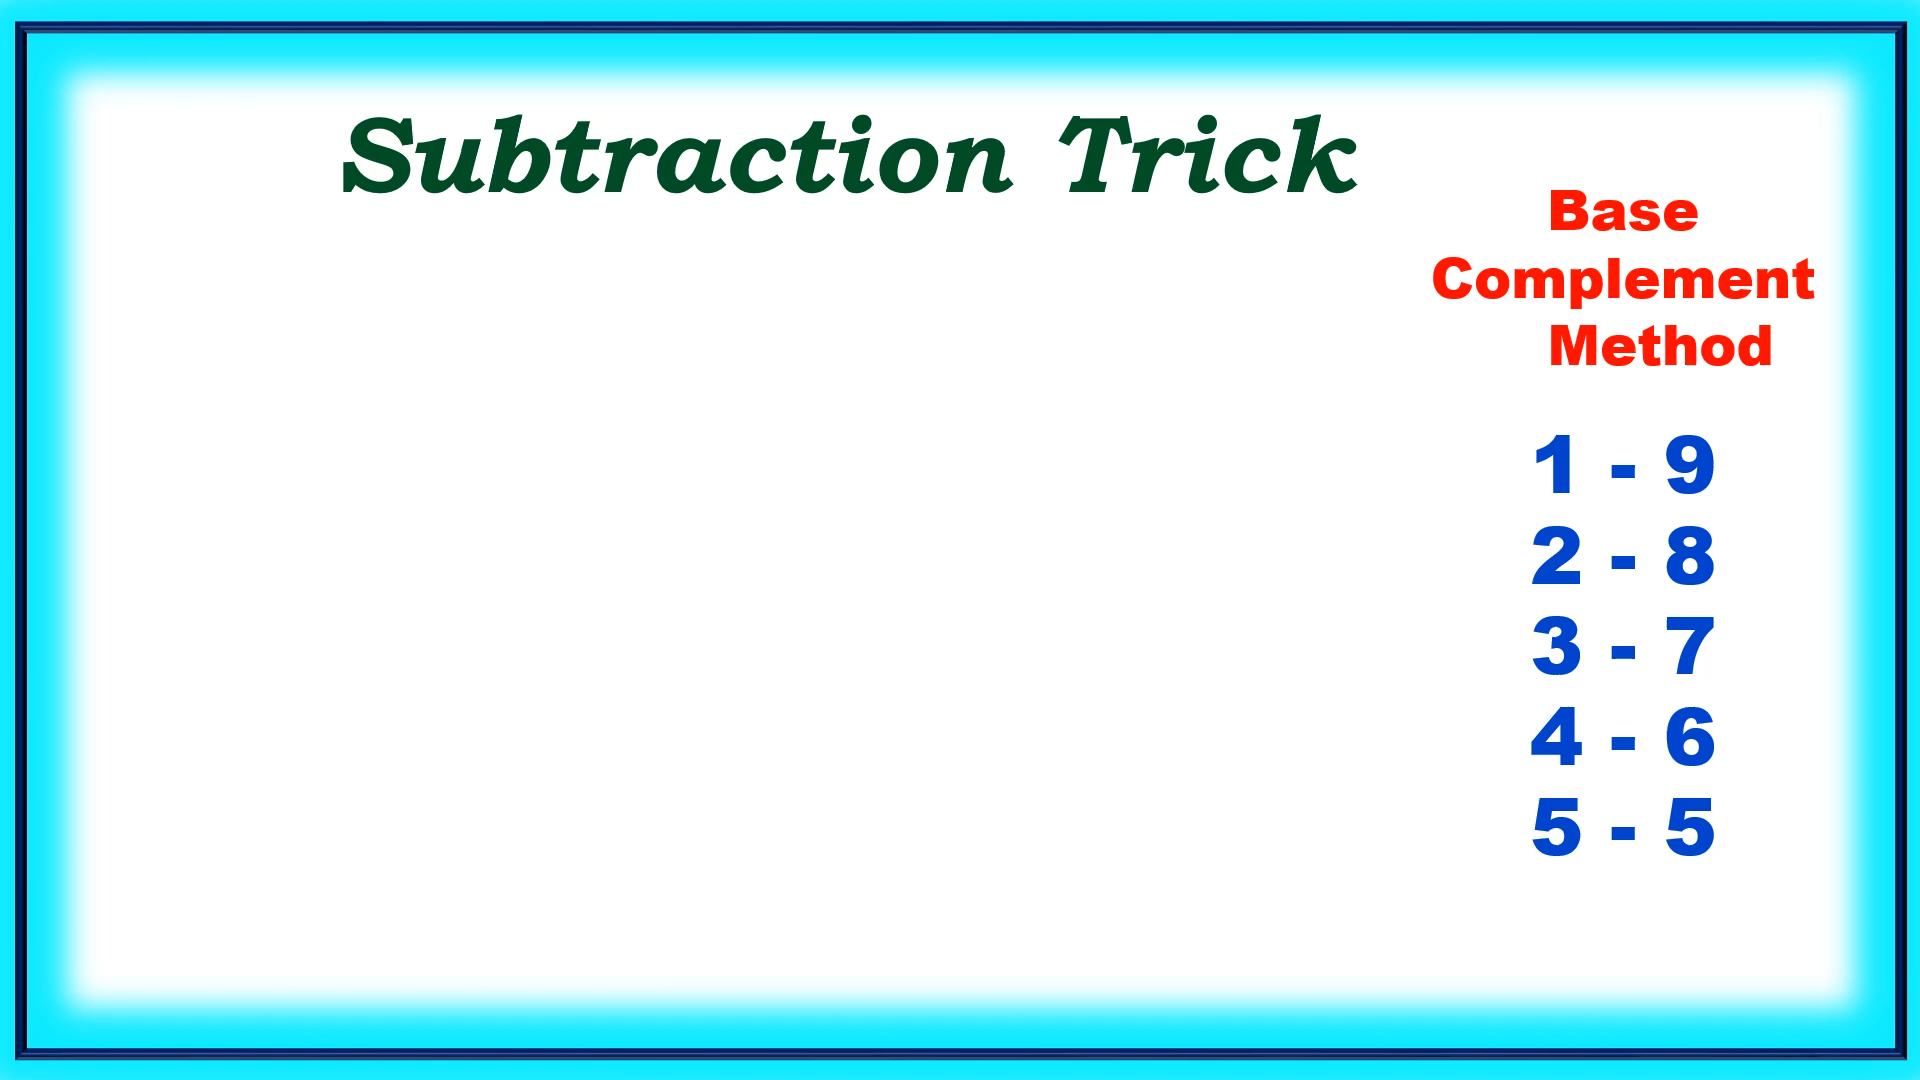 Subtraction Trick
Base
Complement
Method
1 - 9
2 - 8
3 - 7
4 - 6
5 - 5